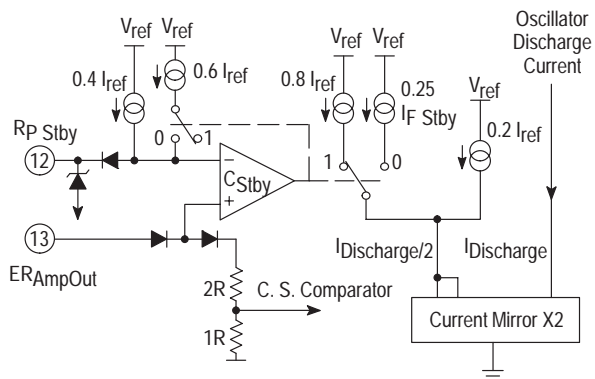 Vref
Vref
Vref
Vref
Oscillator
Discharge
Current
0.4 Iref
0.6 Iref
0.8 Iref
0.25
IF Stby
Vref
0.2 Iref
RP Stby
12
0
1
–
CStby
+
1
0
13
ERAmpOut
IDischarge/2
IDischarge
2R
C. S. Comparator
1R
Current Mirror X2